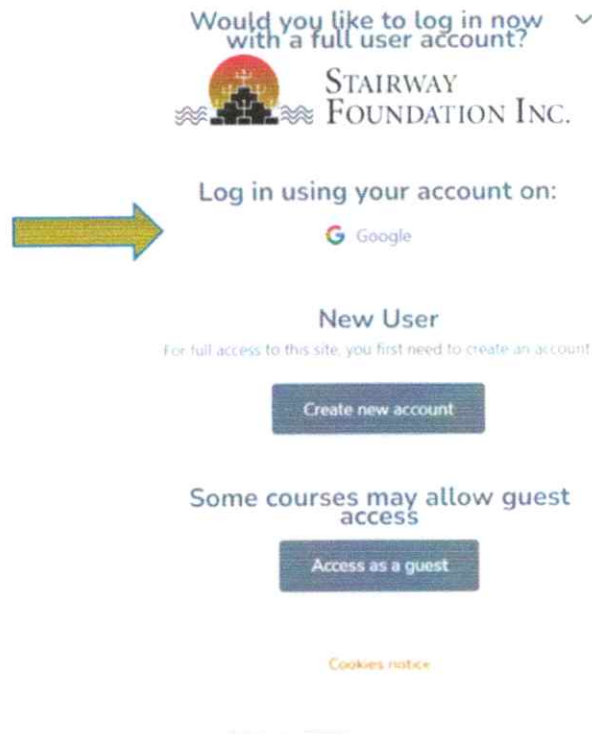 Would you like to log in now
with a full user account?
STAIRWAY
FOUNDATION INC.
Log in using your account on:
G Google
New User
For full access to this site, you first need to create an account
Create new account
Some courses may allow guest
access
Access as a guest
Cookies notice